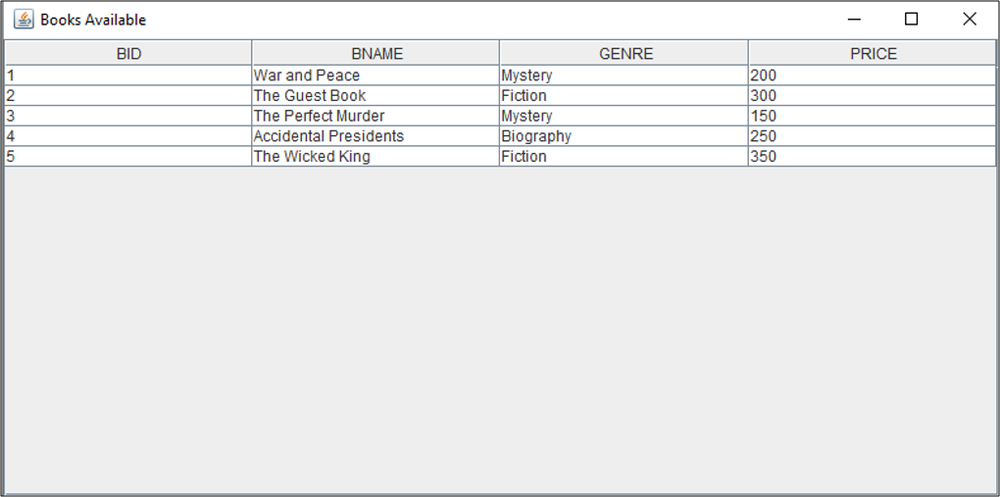 Books Available
BID BNAME GENRE PRICE
1 War and Peace Mystery 200
2 The Guest Book Fiction 300
3 The Perfect Murder Mystery 150
4 Accidental Presidents Biography 250
5 The Wicked King Fiction 350